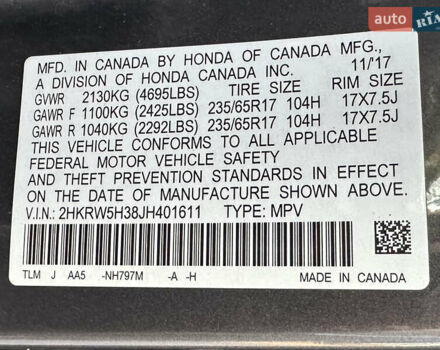 AUTO RIA
MFD. IN CANADA BY HONDA OF CANADA MFG.,
A DIVISION OF HONDA CANADA INC. 11/17
GVWR 2130KG (4695LBS) TIRE SIZE RIM SIZE
GAWR F 1100KG (2425LBS) 235/65R17 104H 17X7.5J
GAWR R 1040KG (2292LBS) 235/65R17 104H 17X7.5J
THIS VEHICLE CONFORMS TO ALL APPLICABLE
FEDERAL MOTOR VEHICLE SAFETY
AND THEFT PREVENTION STANDARDS IN EFFECT
ON THE DATE OF MANUFACTURE SHOWN ABOVE.
V.I.N.: 2HKRW5H38JH401611 TYPE: MPV
TLM J AA5 -NH797M -A -H MADE IN CANADA